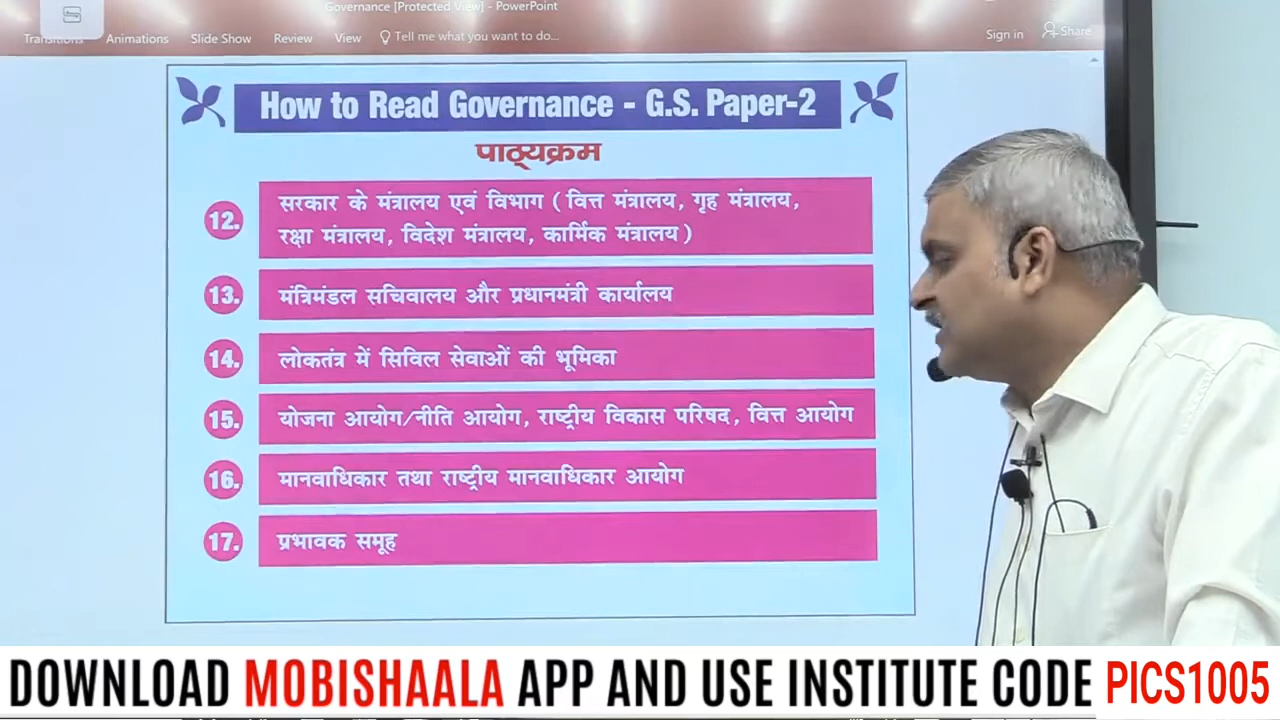 Governance [Protected View] - PowerPoint
Transitions Animations Slide Show Review View Tell me what you want to do... Sign in Share
How to Read Governance - G.S. Paper-2
पाठ्यक्रम
12. सरकार के मंत्रालय एवं विभाग (वित्त मंत्रालय, गृह मंत्रालय,
रक्षा मंत्रालय, विदेश मंत्रालय, कार्मिक मंत्रालय)
13. मंत्रिमंडल सचिवालय और प्रधानमंत्री कार्यालय
14. लोकतंत्र में सिविल सेवाओं की भूमिका
15. योजना आयोग/नीति आयोग, राष्ट्रीय विकास परिषद, वित्त आयोग
16. मानवाधिकार तथा राष्ट्रीय मानवाधिकार आयोग
17. प्रभावक समूह
DOWNLOAD MOBISHAALA APP AND USE INSTITUTE CODE PICS1005